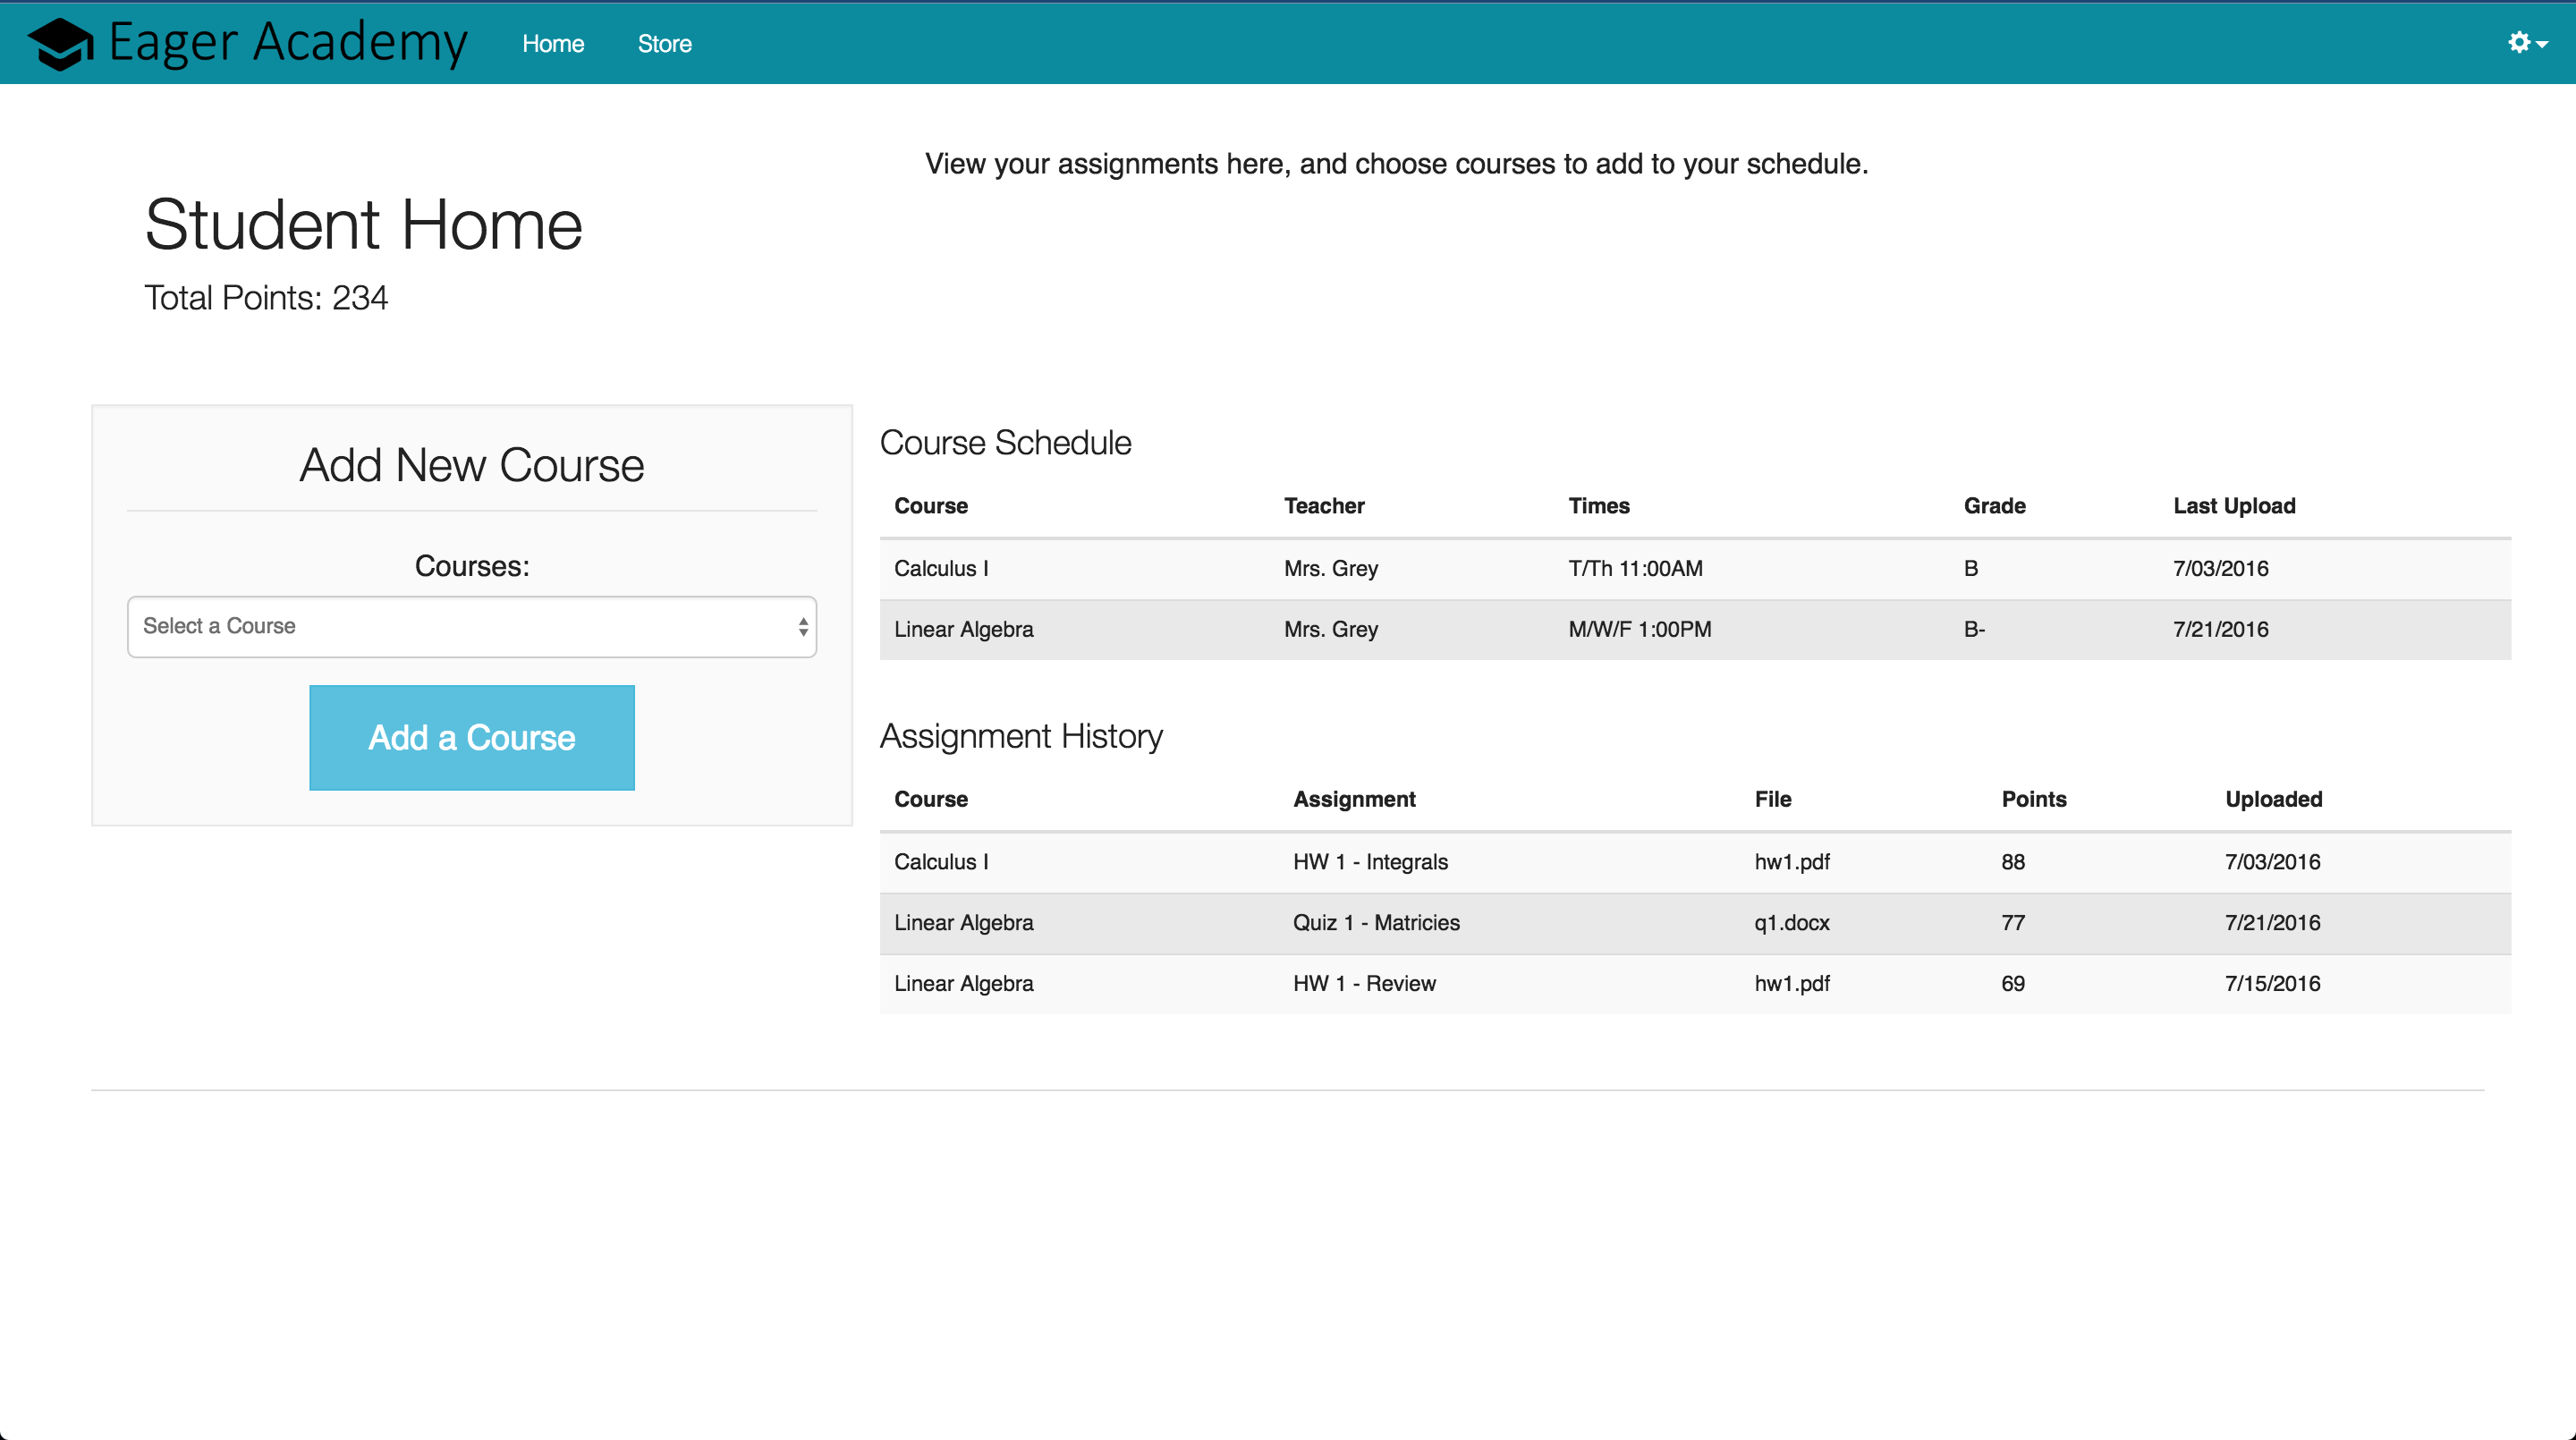 Eager Academy Home Store
View your assignments here, and choose courses to add to your schedule.
Student Home
Total Points: 234
Add New Course
Courses:
Select a Course
Add a Course
Course Schedule
Course Teacher Times Grade Last Upload
Calculus I Mrs. Grey T/Th 11:00AM B 7/03/2016
Linear Algebra Mrs. Grey M/W/F 1:00PM B- 7/21/2016
Assignment History
Course Assignment File Points Uploaded
Calculus I HW 1 - Integrals hw1.pdf 88 7/03/2016
Linear Algebra Quiz 1 - Matricies q1.docx 77 7/21/2016
Linear Algebra HW 1 - Review hw1.pdf 69 7/15/2016